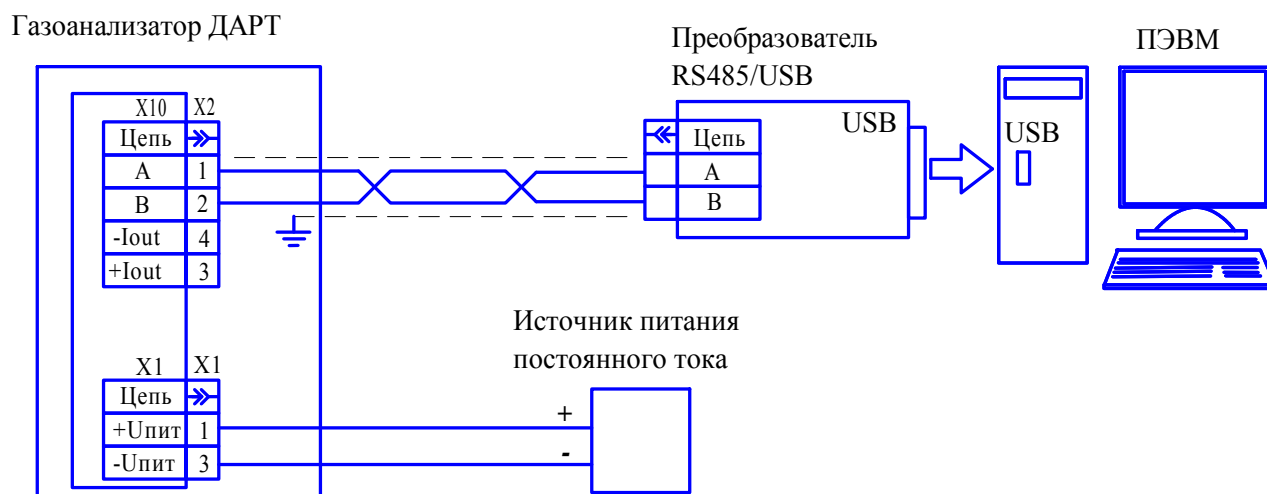 Газоанализатор ДАРТ
Преобразователь
RS485/USB
ПЭВМ
X10 X2
Цепь
A 1
B 2
-Iout 4
+Iout 3
Цепь
A
B
USB
USB
Источник питания
постоянного тока
X1 X1
Цепь
+Uпит 1
-Uпит 3
+
-